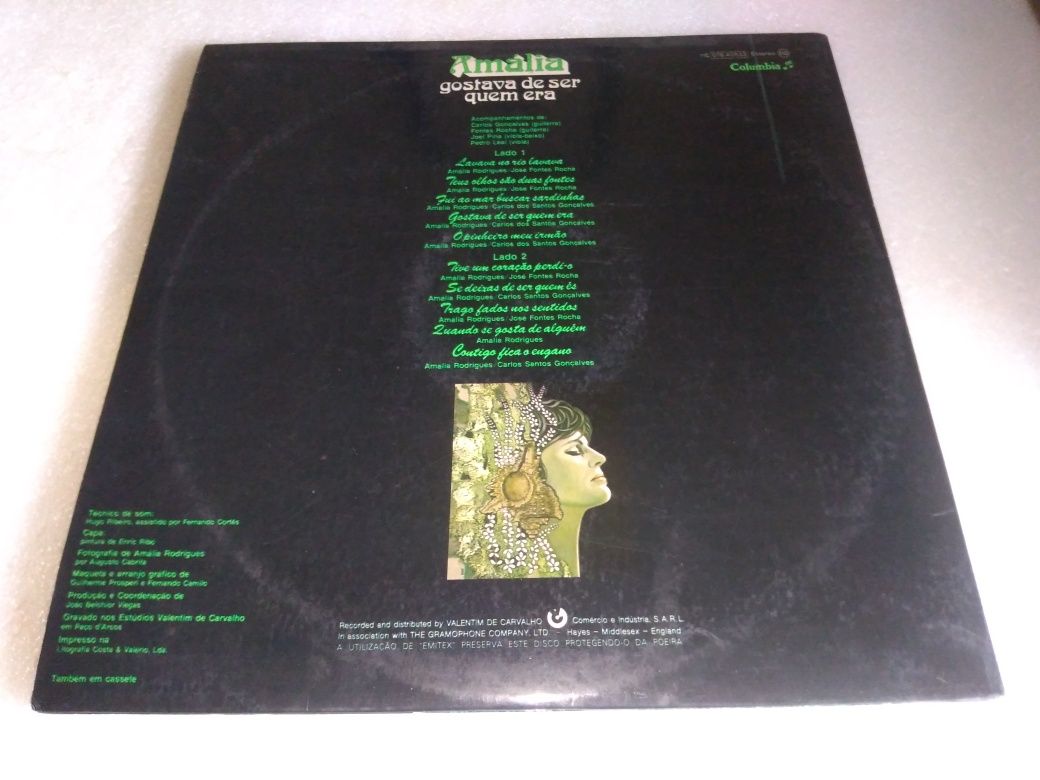 Amália
gostava de ser
quem era
Stereo
Columbia
Acompanhamentos de:
Carlos Gonçalves (guitarra)
Fontes Rocha (guitarra)
Joel Pina (viola-baixo)
Pedro Leal (viola)
Lado 1
Lavava no rio lavava
Amália Rodrigues/José Fontes Rocha
Teus olhos são duas fontes
Amália Rodrigues/José Fontes Rocha
Fui ao mar buscar sardinhas
Amália Rodrigues/Carlos dos Santos Gonçalves
Gostava de ser quem era
Amália Rodrigues/Carlos dos Santos Gonçalves
O pinheiro meu irmão
Amália Rodrigues/Carlos dos Santos Gonçalves
Lado 2
Tive um coração perdi-o
Amália Rodrigues/José Fontes Rocha
Se deixas de ser quem és
Amália Rodrigues/Carlos Santos Gonçalves
Trago fados nos sentidos
Amália Rodrigues/José Fontes Rocha
Quando se gosta de alguém
Amália Rodrigues
Contigo fica o engano
Amália Rodrigues/Carlos Santos Gonçalves
Técnico de som:
Hugo Ribeiro, assistido por Fernando Cortês
Capa:
pintura de Enric Ribó
Fotografia de Amália Rodrigues
por Augusto Cabrita
Maqueta e arranjo gráfico de
Guilherme Prosperi e Fernando Camilo
Produção e Coordenação de
João Belchior Viegas
Gravado nos Estúdios Valentim de Carvalho
em Paço d'Arcos
Impresso na
Litografia Costa & Valério, Lda.
Também em cassete
Recorded and distributed by VALENTIM DE CARVALHO Comércio e Indústria, S.A.R.L.
in association with THE GRAMOPHONE COMPANY, LTD. - Hayes - Middlesex - England
A UTILIZAÇÃO DE "EMITEX" PRESERVA ESTE DISCO PROTEGENDO-O DA POEIRA